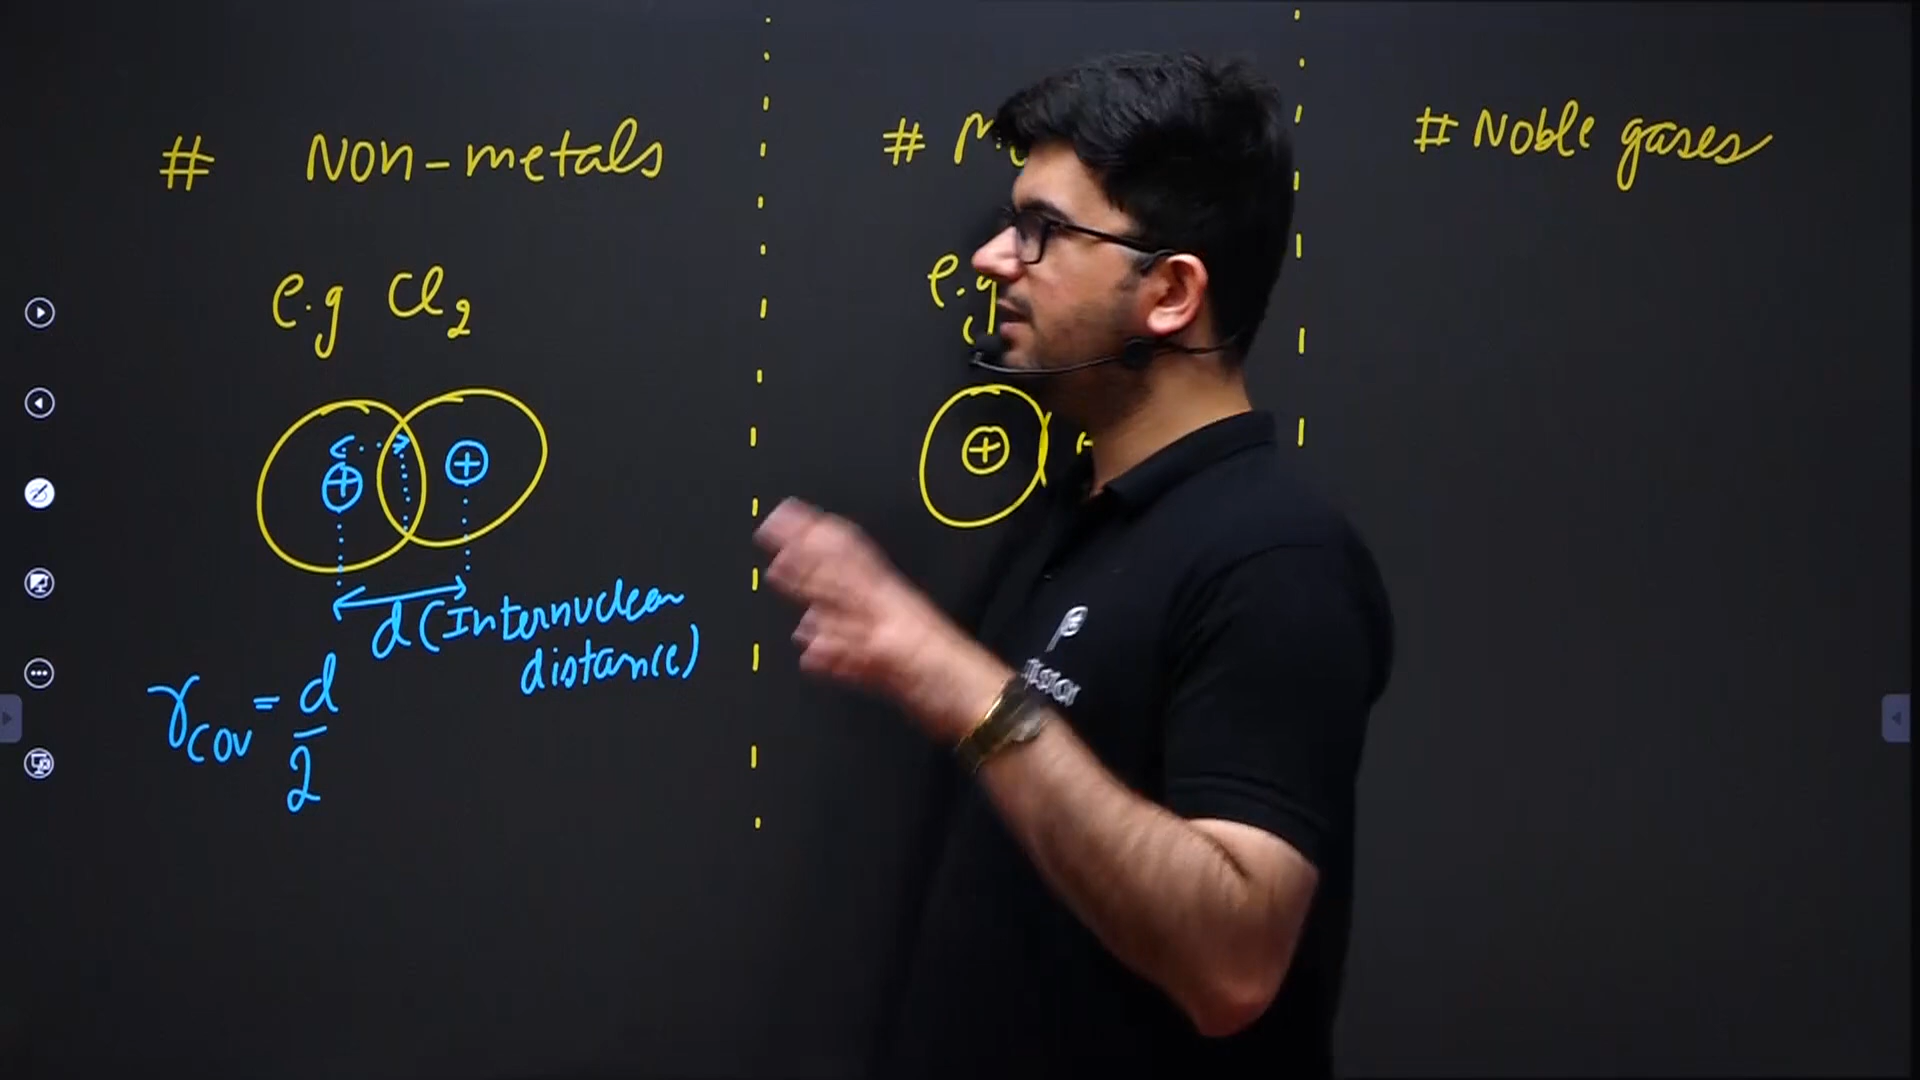 # Non-metals
e.g Cl2
d (Internuclear
distance)
rcov = d/2
#
e.g
# Noble gases